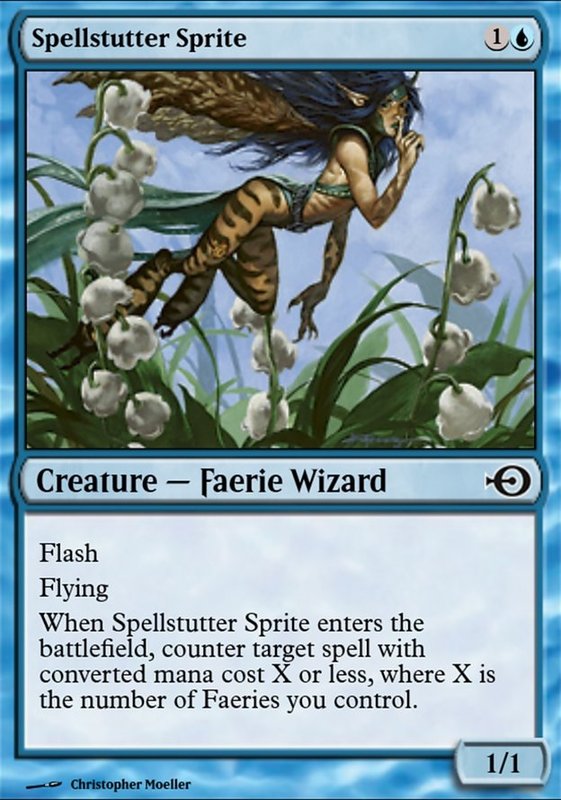 Spellstutter Sprite 1
Creature — Faerie Wizard
Flash
Flying
When Spellstutter Sprite enters the
battlefield, counter target spell with
converted mana cost X or less, where X is
the number of Faeries you control.
1/1
Christopher Moeller